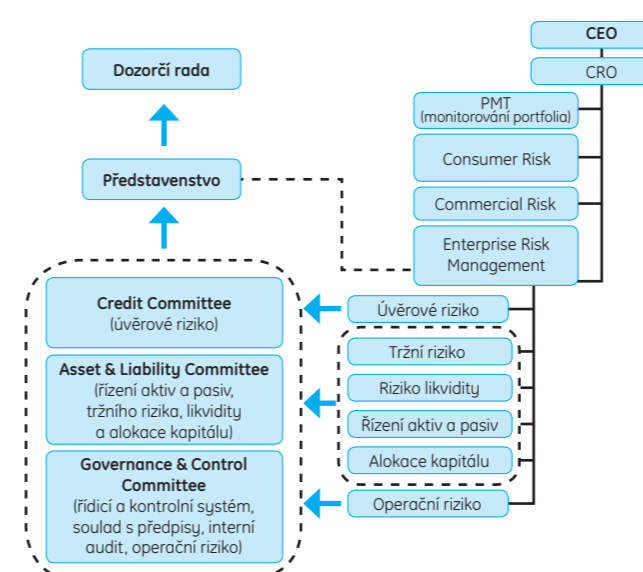 CEO
CRO
Dozorčí rada
PMT
(monitorování portfolia)
Consumer Risk
Představenstvo
Commercial Risk
Enterprise Risk
Management
Credit Committee
(úvěrové riziko)
Úvěrové riziko
Asset & Liability Committee
(řízení aktiv a pasiv,
tržního rizika, likvidity
a alokace kapitálu)
Tržní riziko
Riziko likvidity
Řízení aktiv a pasiv
Alokace kapitálu
Governance & Control
Committee
(řídicí a kontrolní systém,
soulad s předpisy, interní
audit, operační riziko)
Operační riziko